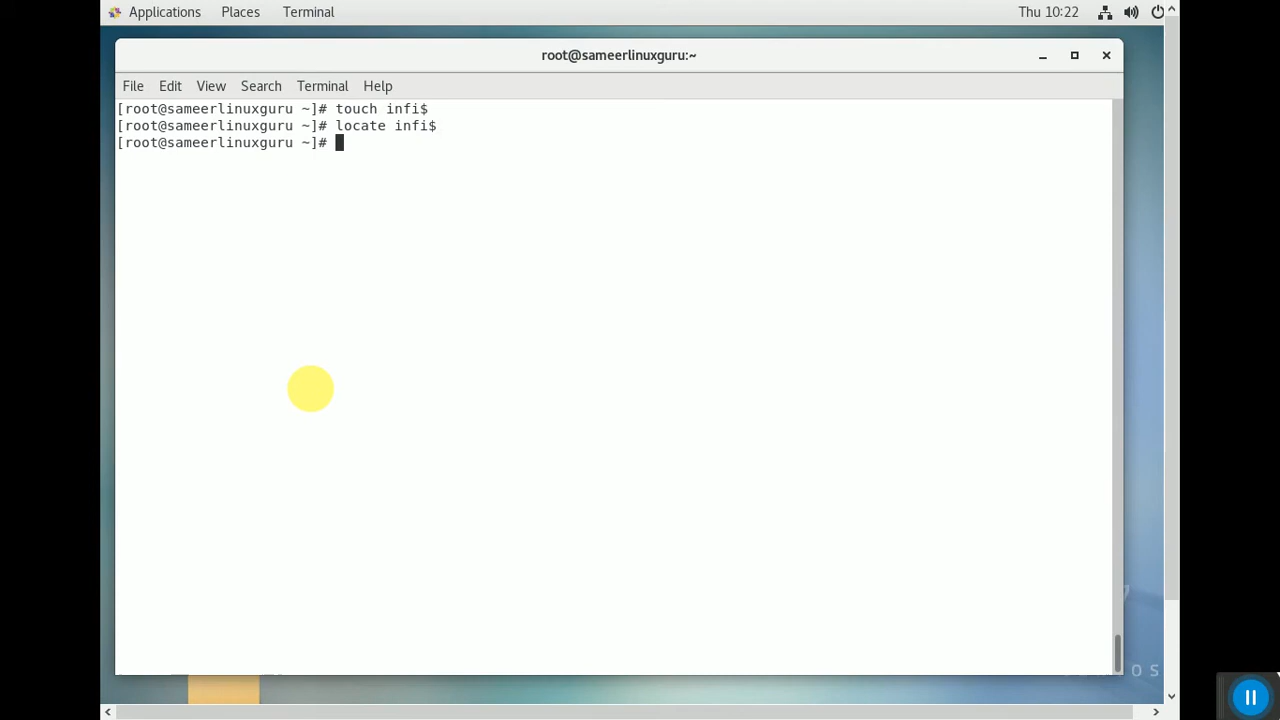 Applications Places Terminal Thu 10:22
root@sameerlinuxguru:~
File Edit View Search Terminal Help
[root@sameerlinuxguru ~]# touch infi$
[root@sameerlinuxguru ~]# locate infi$
[root@sameerlinuxguru ~]#
7
O S